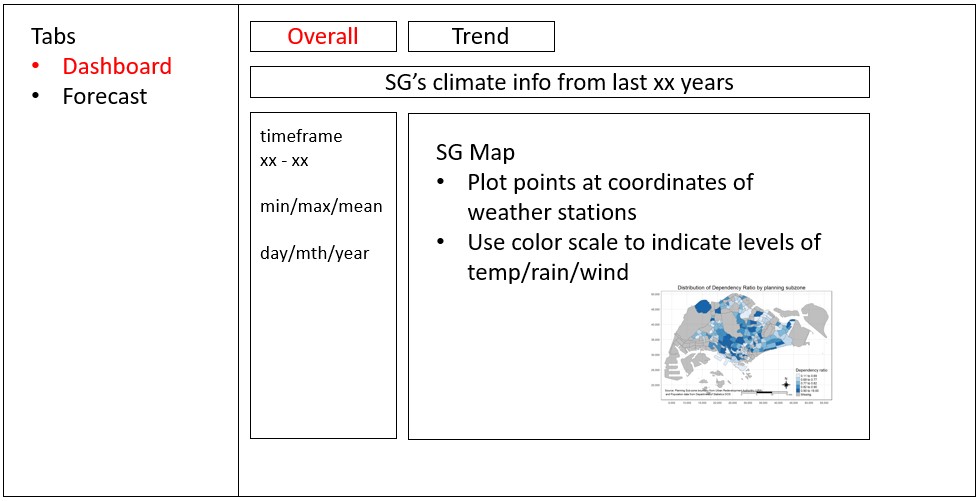 Tabs
• Dashboard
• Forecast
Overall
Trend
SG’s climate info from last xx years
timeframe
xx - xx
min/max/mean
day/mth/year
SG Map
• Plot points at coordinates of
weather stations
• Use color scale to indicate levels of
temp/rain/wind
Distribution of Dependency Ratio by planning subzone
Dependency ratio
Missing